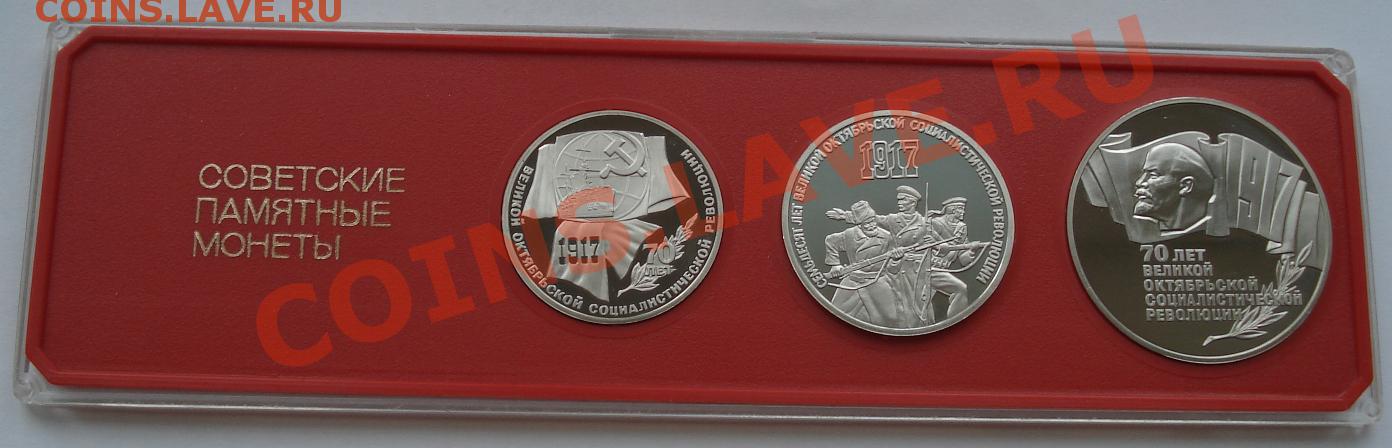 COINS.LAVE.RU
СОВЕТСКИЕ
ПАМЯТНЫЕ
МОНЕТЫ
1917
70
ЛЕТ
ВЕЛИКОЙ ОКТЯБРЬСКОЙ СОЦИАЛИСТИЧЕСКОЙ РЕВОЛЮЦИИ
СЕМЬДЕСЯТ ЛЕТ ВЕЛИКОЙ ОКТЯБРЬСКОЙ СОЦИАЛИСТИЧЕСКОЙ РЕВОЛЮЦИИ
1917
1917
70 ЛЕТ
ВЕЛИКОЙ
ОКТЯБРЬСКОЙ
СОЦИАЛИСТИЧЕСКОЙ
РЕВОЛЮЦИИ
COINS.LAVE.RU